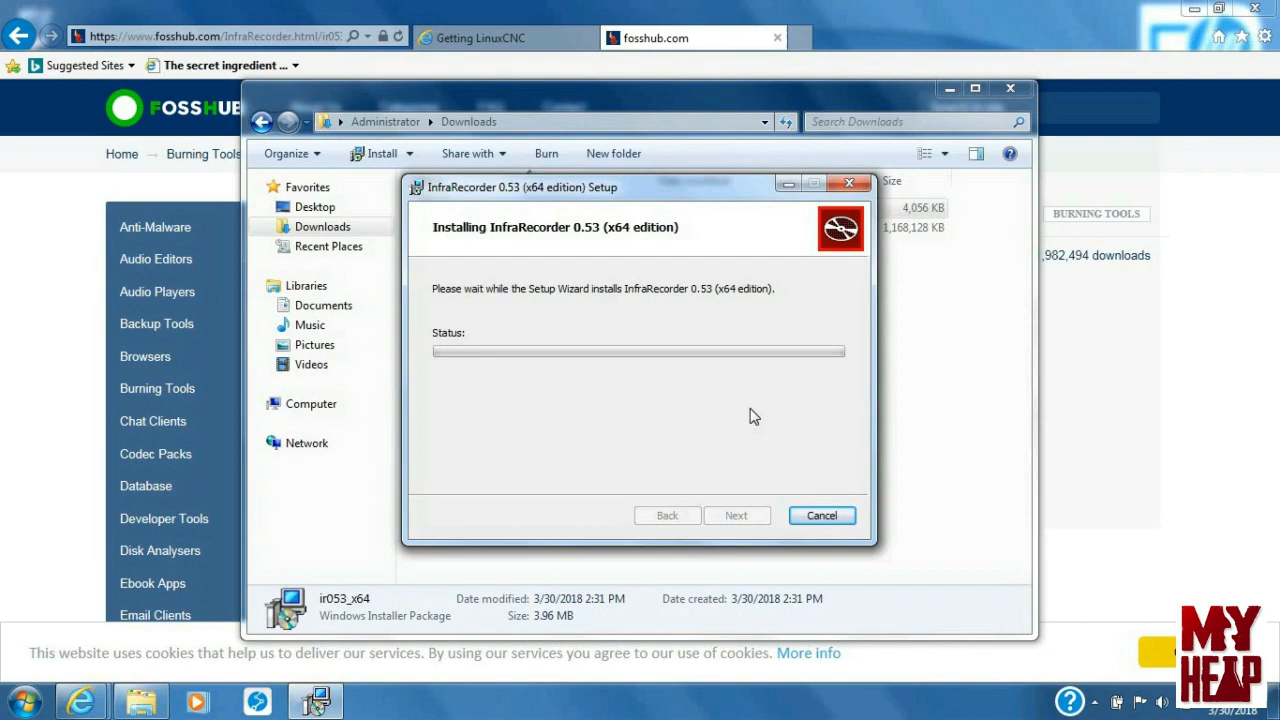 https://www.fosshub.com/InfraRecorder.html/ir05
Getting LinuxCNC
fosshub.com
Suggested Sites
The secret ingredient ...
FOSSHUB
Administrator
Downloads
Search Downloads
Home → Burning Tools
Organize
Install
Share with
Burn
New folder
Size
4,056 KB
1,168,128 KB
BURNING TOOLS
,982,494 downloads
Anti-Malware
Audio Editors
Audio Players
Backup Tools
Browsers
Burning Tools
Chat Clients
Codec Packs
Database
Developer Tools
Disk Analysers
Ebook Apps
Email Clients
Favorites
Desktop
Downloads
Recent Places
Libraries
Documents
Music
Pictures
Videos
Computer
Network
InfraRecorder 0.53 (x64 edition) Setup
Installing InfraRecorder 0.53 (x64 edition)
Please wait while the Setup Wizard installs InfraRecorder 0.53 (x64 edition).
Status:
Back
Next
Cancel
ir053_x64
Windows Installer Package
Date modified: 3/30/2018 2:31 PM
Size: 3.96 MB
Date created: 3/30/2018 2:31 PM
This website uses cookies that help us to deliver our services. By using our services you agree to our use of cookies. More info
MY
HEAP
3/30/2018